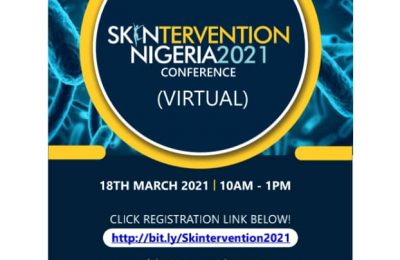 SKINTERVENTION
NIGERIA2021
CONFERENCE
(VIRTUAL)
18TH MARCH 2021 | 10AM - 1PM
CLICK REGISTRATION LINK BELOW!
http://bit.ly/Skintervention2021